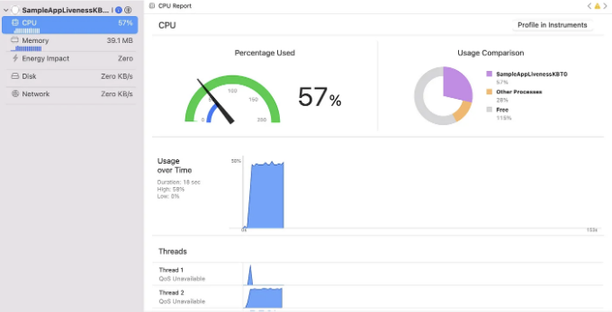 SampleAppLivenessKB...
CPU Report
CPU 57%
Memory 39.1 MB
Energy Impact Zero
Disk Zero KB/s
Network Zero KB/s
CPU
Profile in Instruments
Percentage Used
Usage Comparison
0
100
150
200
57%
SampleAppLivenessKBTG
57%
Other Processes
28%
Free
115%
Usage
over Time
Duration: 18 sec
High: 58%
Low: 3%
58%
0s
Threads
Thread 1
QoS Unavailable
Thread 2
QoS Unavailable